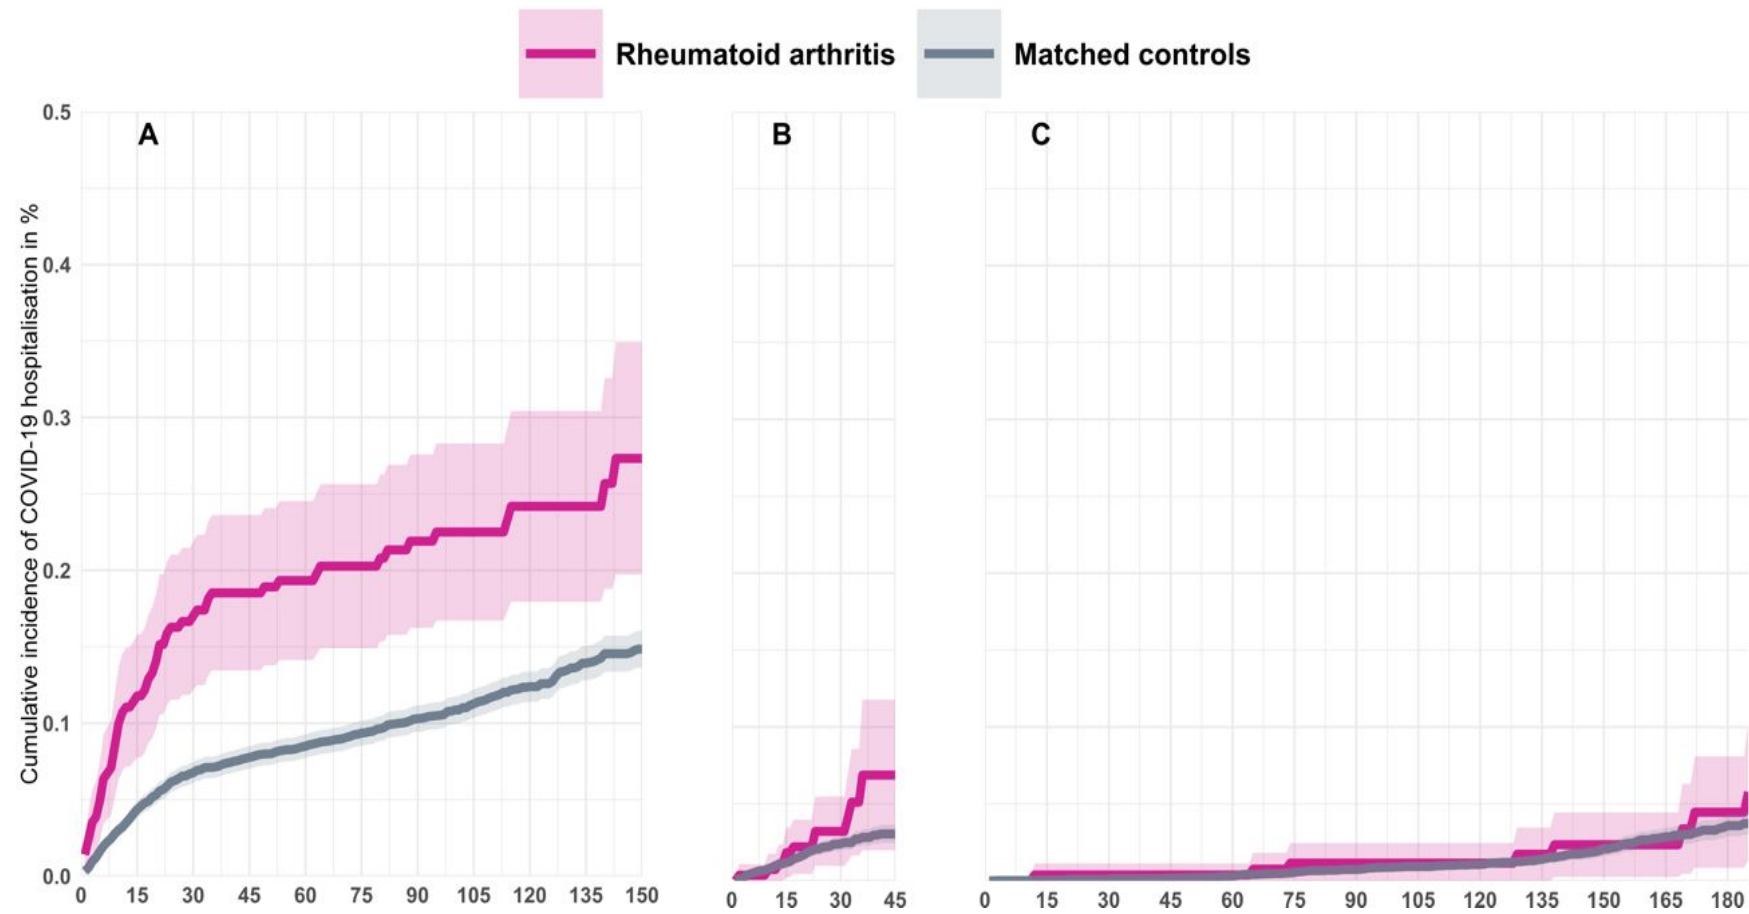 Rheumatoid arthritis Matched controls
A B C
Cumulative incidence of COVID-19 hospitalisation in %
0.5
0.4
0.3
0.2
0.1
0.0
0 15 30 45 60 75 90 105 120 135 150
0 15 30 45
0 15 30 45 60 75 90 105 120 135 150 165 180